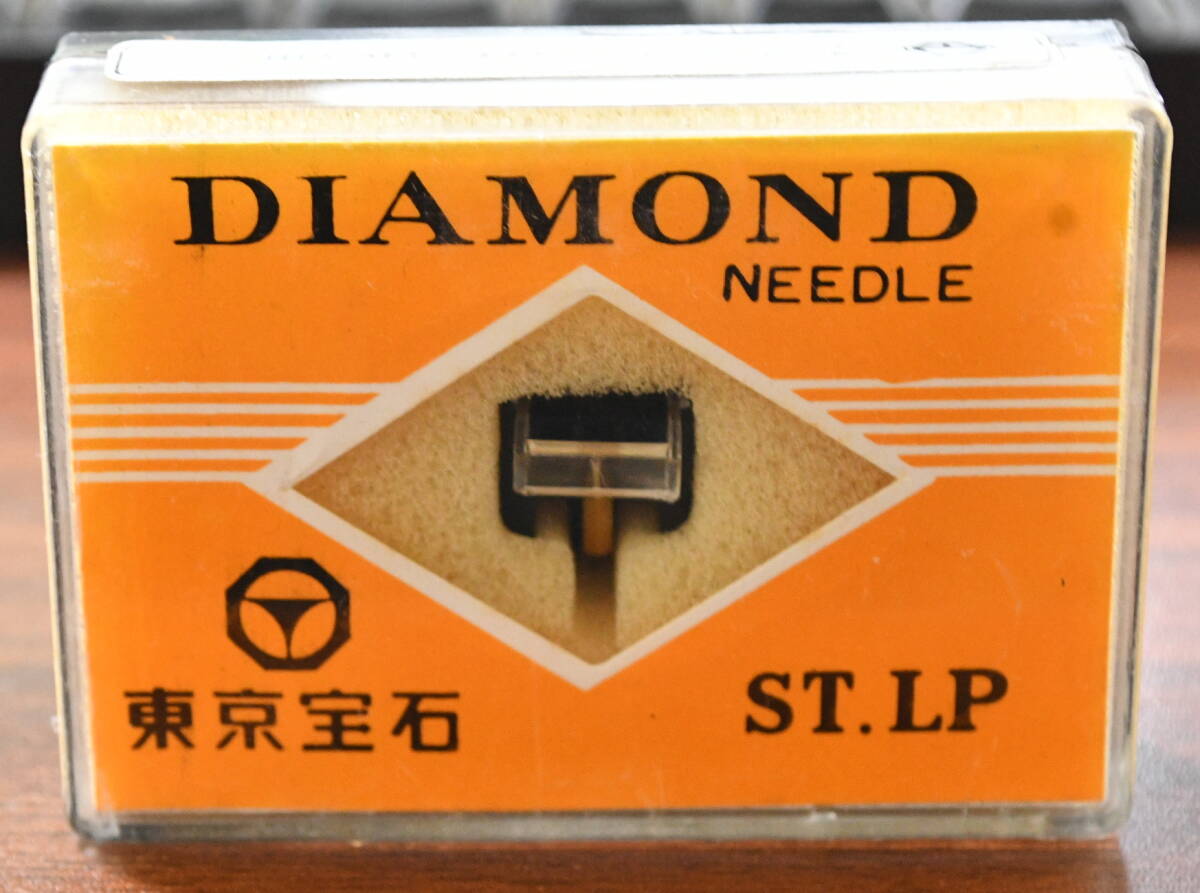 DIAMOND
NEEDLE
東京宝石
ST.LP